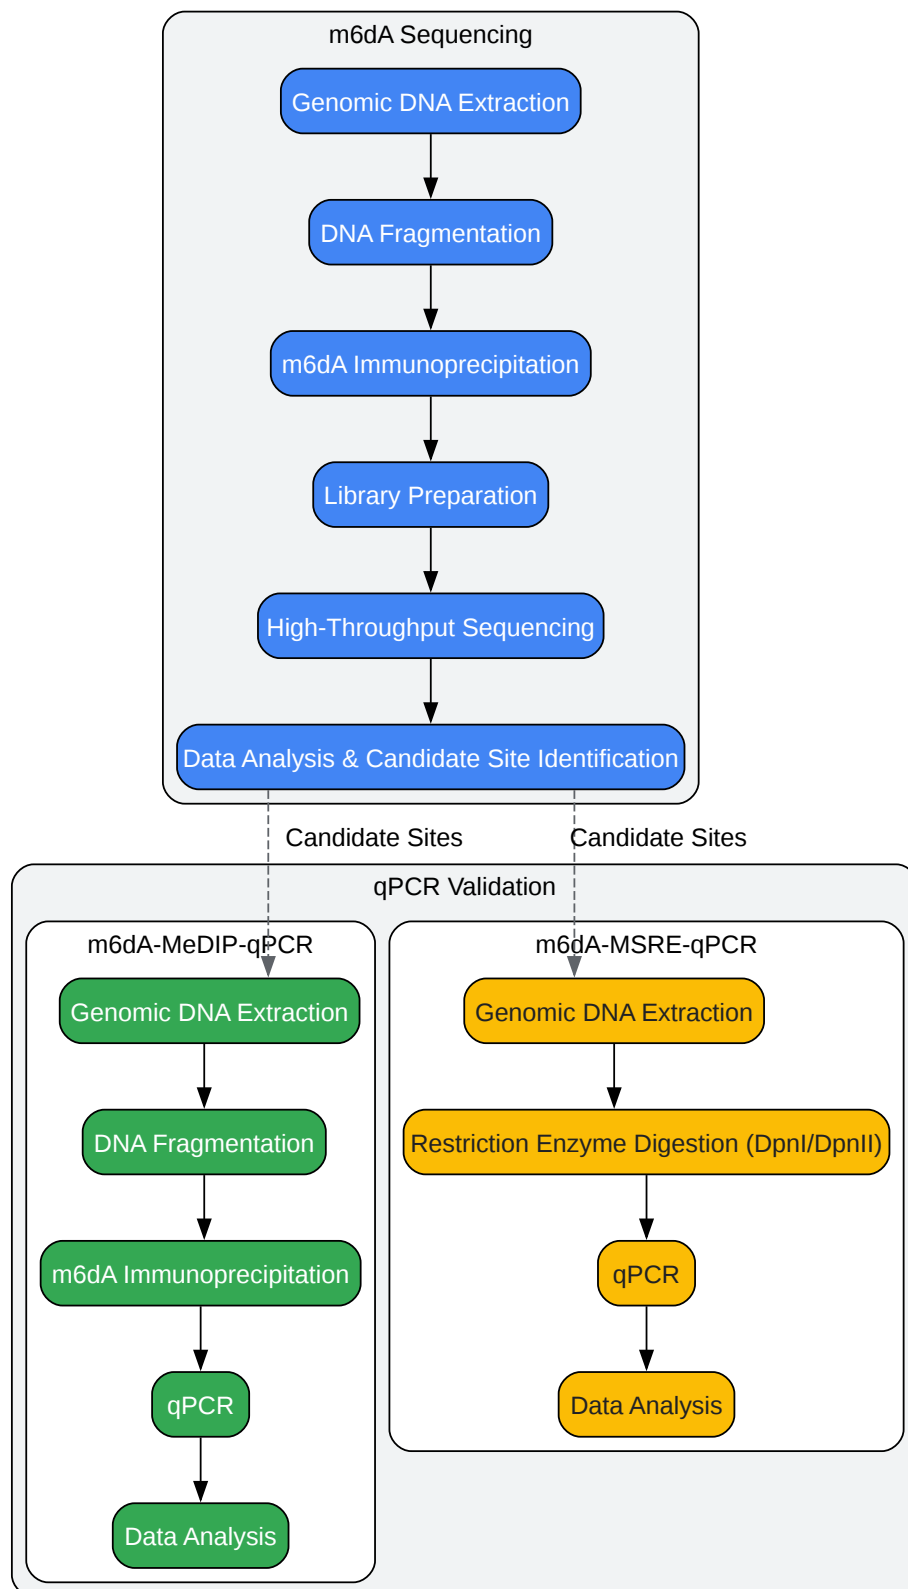 m6dA Sequencing
Genomic DNA Extraction
DNA Fragmentation
m6dA Immunoprecipitation
Library Preparation
High-Throughput Sequencing
Data Analysis & Candidate Site Identification
Candidate Sites
Candidate Sites
qPCR Validation
m6dA-MeDIP-qPCR
Genomic DNA Extraction
DNA Fragmentation
m6dA Immunoprecipitation
qPCR
Data Analysis
m6dA-MSRE-qPCR
Genomic DNA Extraction
Restriction Enzyme Digestion (DpnI/DpnII)
qPCR
Data Analysis